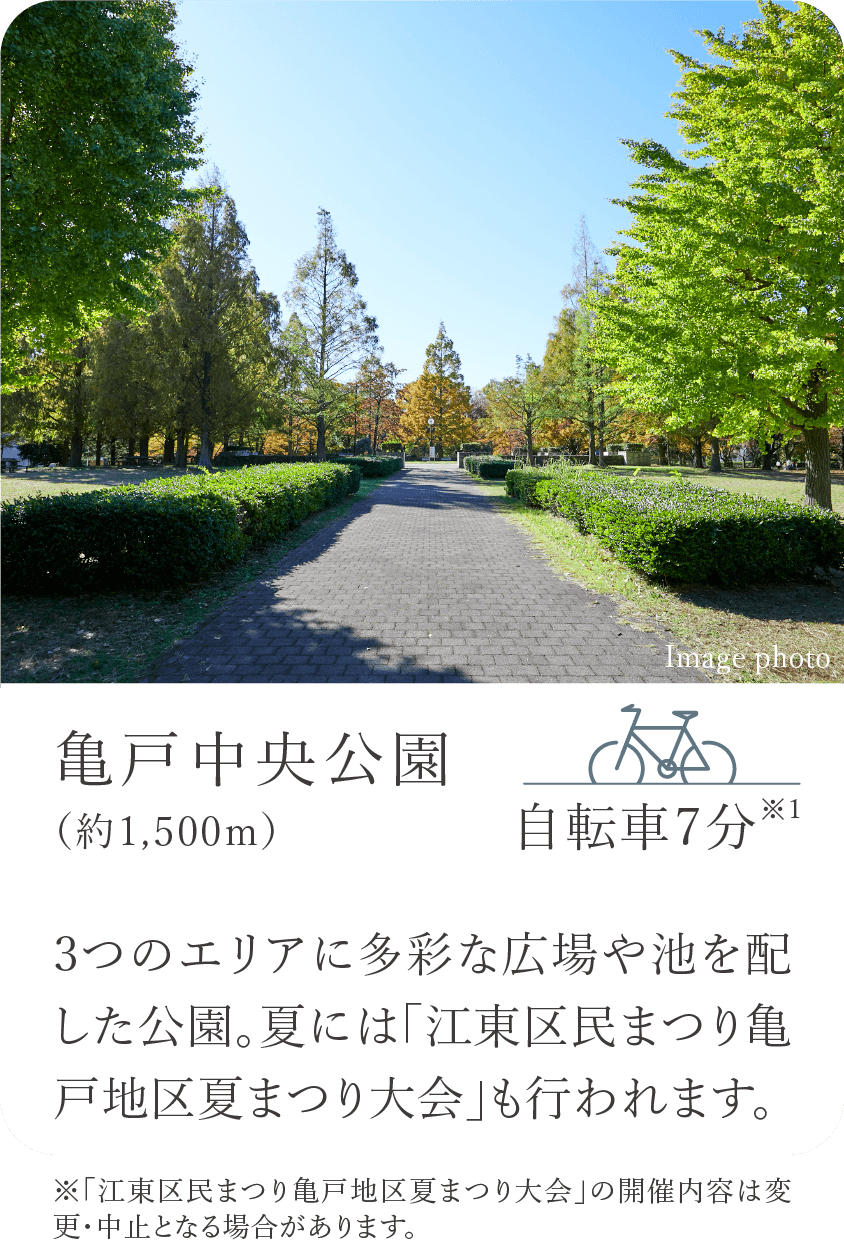 Image photo
亀戸中央公園
（約1,500m）
自転車7分※1
3つのエリアに多彩な広場や池を配
した公園。夏には「江東区民まつり亀
戸地区夏まつり大会」も行われます。
※「江東区民まつり亀戸地区夏まつり大会」の開催内容は変
更・中止となる場合があります。